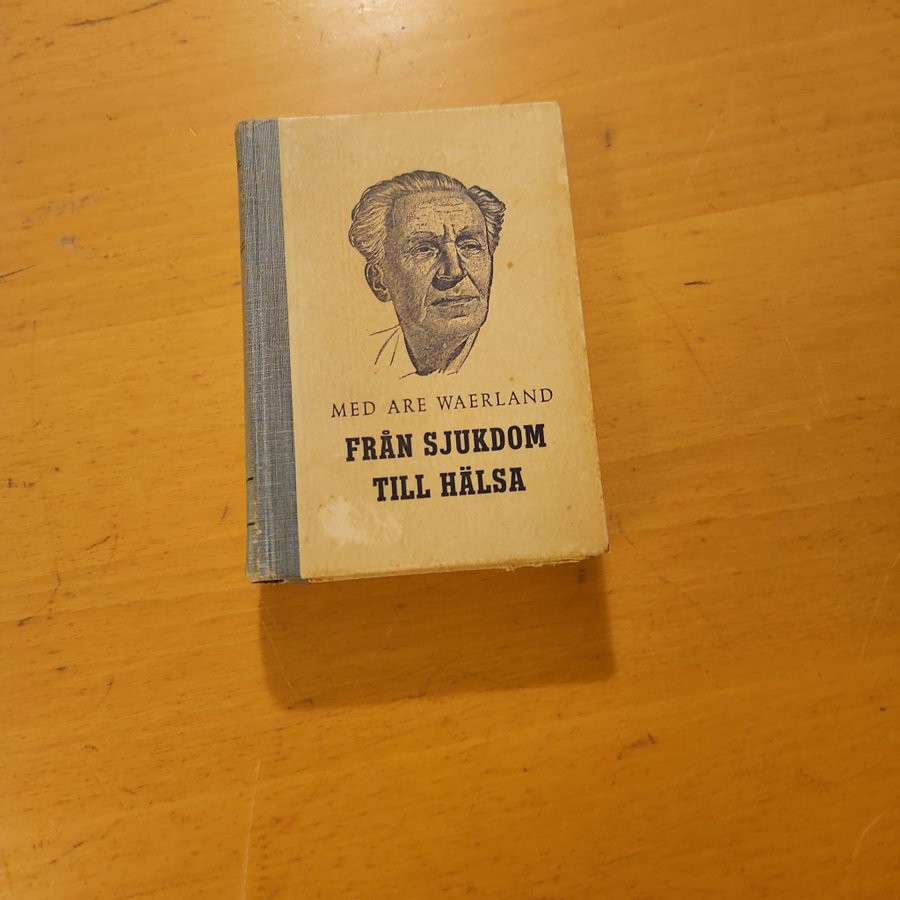 MED ARE WAERLAND
FRÅN SJUKDOM
TILL HÄLSA